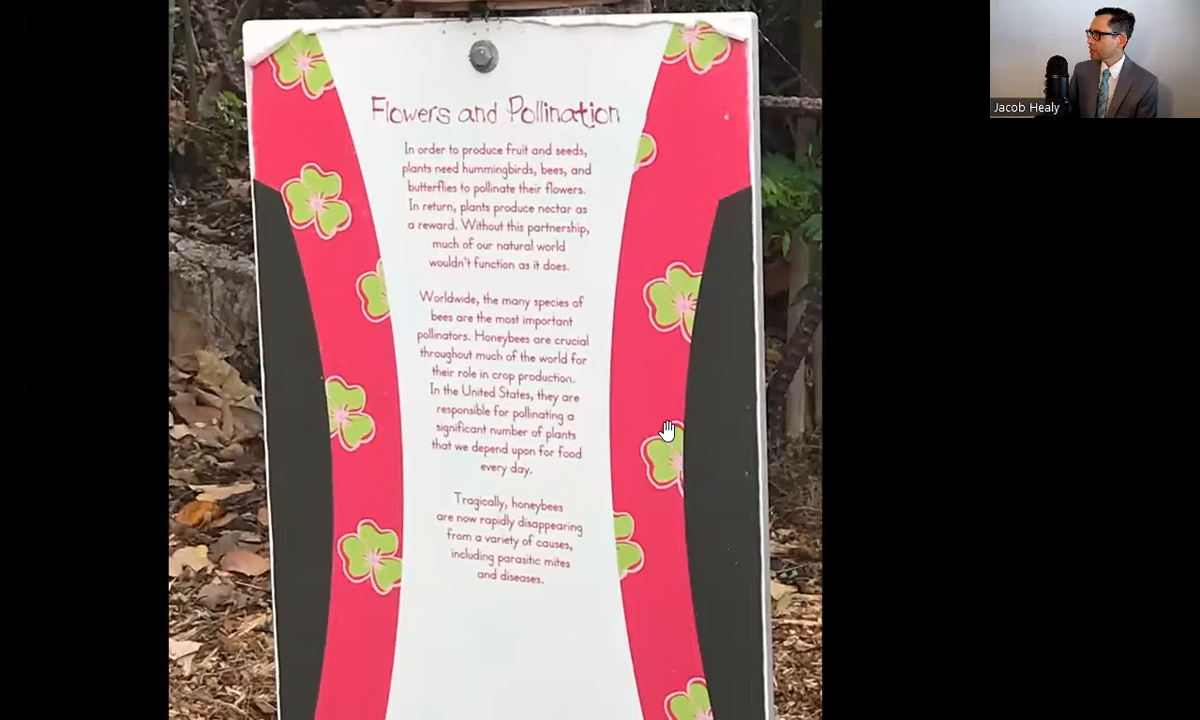 Flowers and Pollination
In order to produce fruit and seeds,
plants need hummingbirds, bees, and
butterflies to pollinate their flowers.
In return, plants produce nectar as
a reward. Without this partnership,
much of our natural world
wouldn't function as it does.
Worldwide, the many species of
bees are the most important
pollinators. Honeybees are crucial
throughout much of the world for
their role in crop production.
In the United States, they are
responsible for pollinating a
significant number of plants
that we depend upon for food
every day.
Tragically, honeybees
are now rapidly disappearing
from a variety of causes,
including parasitic mites
and diseases.
Jacob Healy